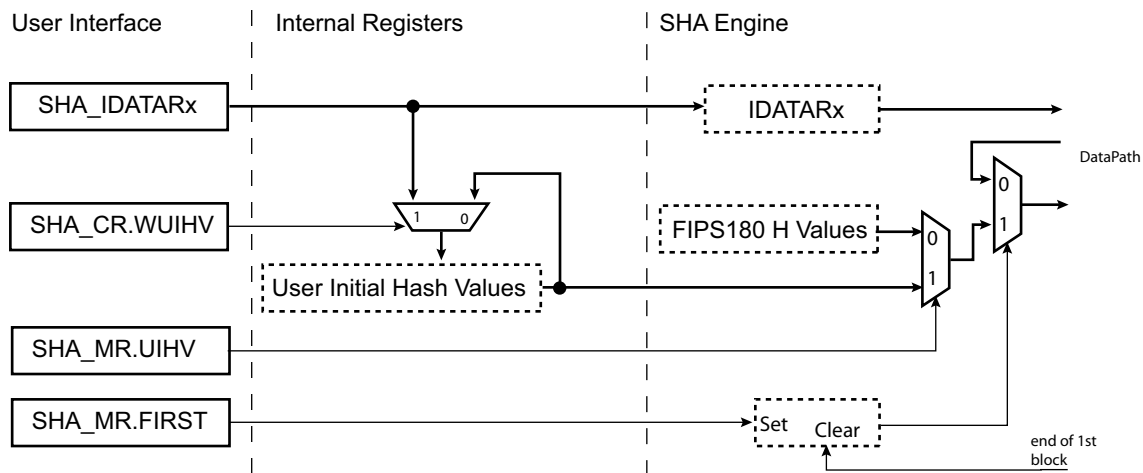 User Interface
Internal Registers
SHA Engine
SHA_IDATARx
IDATARx
DataPath
0
1
SHA_CR.WUIHV
1
0
FIPS180 H Values
0
1
User Initial Hash Values
SHA_MR.UIHV
SHA_MR.FIRST
Set
Clear
end of 1st
block